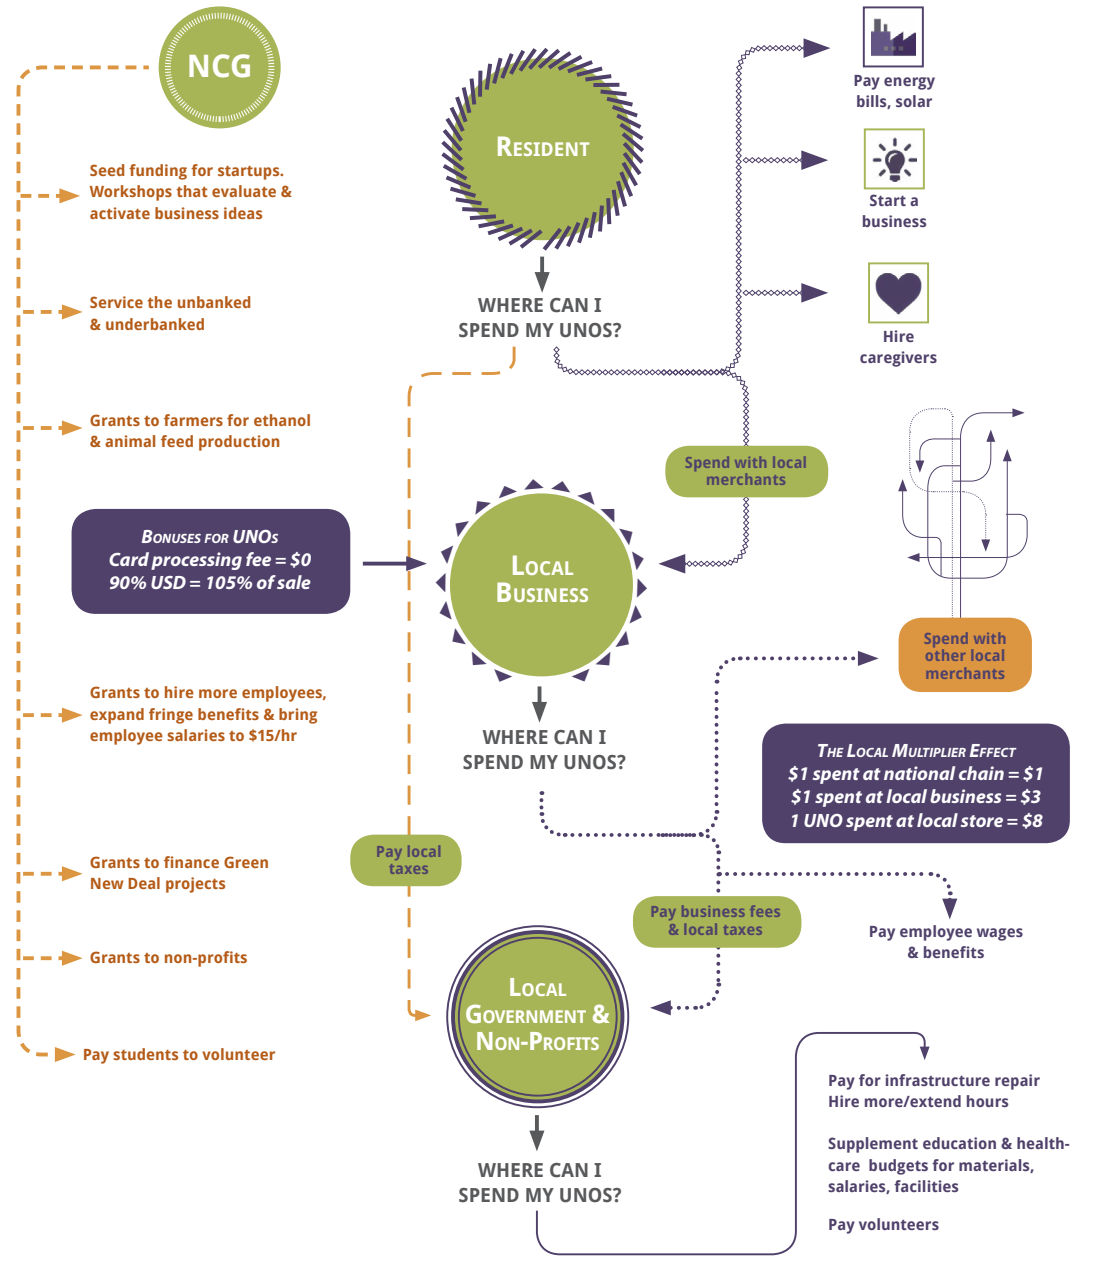 NCG
Seed funding for startups.
Workshops that evaluate &
activate business ideas
Service the unbanked
& underbanked
Grants to farmers for ethanol
& animal feed production
Bonuses for UNOs
Card processing fee = $0
90% USD = 105% of sale
Grants to hire more employees,
expand fringe benefits & bring
employee salaries to $15/hr
Grants to finance Green
New Deal projects
Grants to non-profits
Pay students to volunteer
Resident
WHERE CAN I
SPEND MY UNOS?
Pay energy
bills, solar
Start a
business
Hire
caregivers
Spend with local
merchants
Local
Business
WHERE CAN I
SPEND MY UNOS?
Spend with
other local
merchants
The Local Multiplier Effect
$1 spent at national chain = $1
$1 spent at local business = $3
1 UNO spent at local store = $8
Pay local
taxes
Pay business fees
& local taxes
Pay employee wages
& benefits
Local
Government &
Non-Profits
WHERE CAN I
SPEND MY UNOS?
Pay for infrastructure repair
Hire more/extend hours
Supplement education & health-
care budgets for materials,
salaries, facilities
Pay volunteers